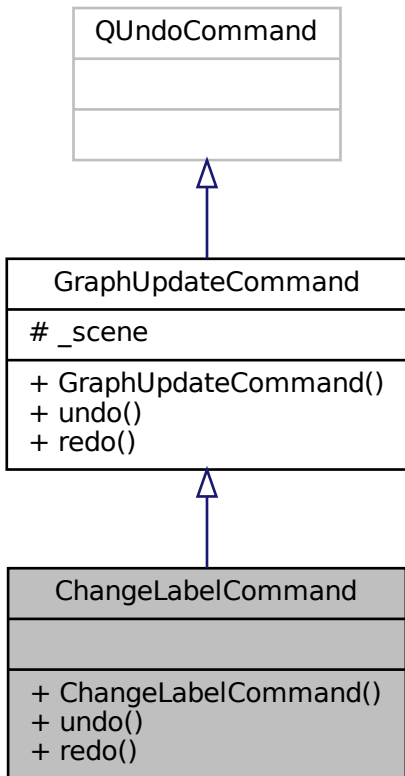 QUndoCommand
GraphUpdateCommand
# _scene
+ GraphUpdateCommand()
+ undo()
+ redo()
ChangeLabelCommand
+ ChangeLabelCommand()
+ undo()
+ redo()